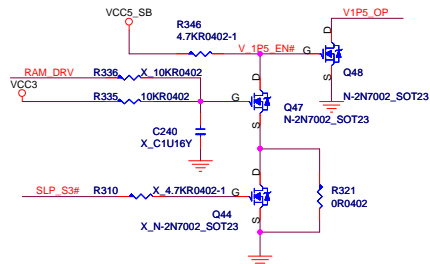 VCC5_SB
V1P5_OP
R346
4.7KR0402-1
V_1P5_EN#
G
D
S
Q48
N-2N7002_SOT23
RAM_DRV
R336
X_10KR0402
VCC3
R335
10KR0402
G
D
S
Q47
N-2N7002_SOT23
C240
X_C1U16Y
SLP_S3#
R310
X_4.7KR0402-1
G
D
S
Q44
X_N-2N7002_SOT23
R321
0R0402